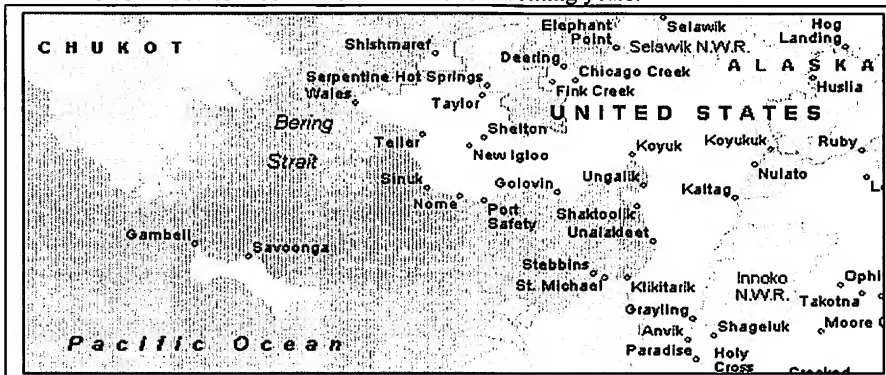 Elephant Point
Selawik
Hog Landing
CHUKOT
Shishmaref
Deering
Selawik N.W.R.
ALASKA
Serpentine Hot Springs
Chicago Creek
Huslia
Wales
Taylor
Fink Creek
UNITED STATES
Bering Strait
Teller
Shelton
New Igloo
Koyuk
Koyukuk
Ruby
Sinuk
Golovin
Ungalik
Nulato
Kaltag
Nome
Port Safety
Shaktoolik
Unalakleet
Gambell
Savoonga
Stebbins
St. Michael
Klikitarik
Innoko N.W.R.
Takotna
Grayling
Anvik
Shageluk
Paradise
Holy Cross
Pacific Ocean